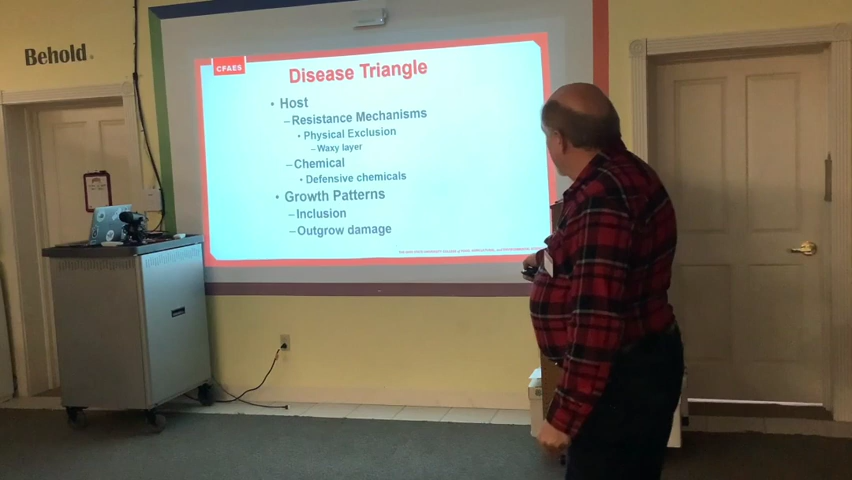 Behold.
CFAES
Disease Triangle
• Host
–Resistance Mechanisms
• Physical Exclusion
–Waxy layer
–Chemical
• Defensive chemicals
• Growth Patterns
–Inclusion
–Outgrow damage